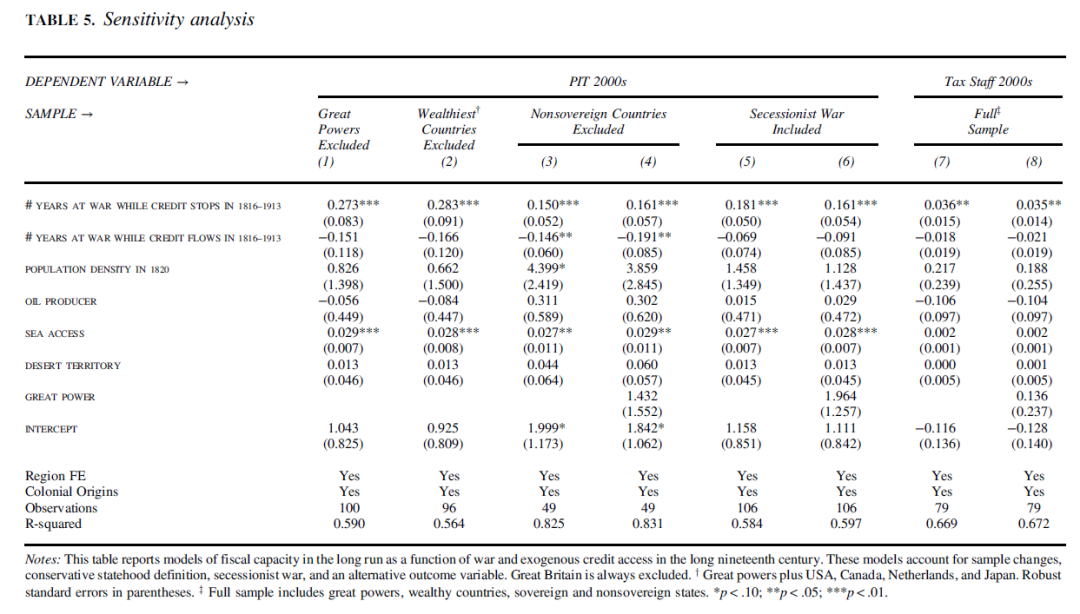 TABLE 5. Sensitivity analysis
DEPENDENT VARIABLE → PIT 2000s Tax Staff 2000s
SAMPLE → Great Wealthiest† Nonsovereign Countries Secessionist War Full‡
Powers Countries Excluded Included Sample
Excluded Excluded
(1) (2) (3) (4) (5) (6) (7) (8)
# YEARS AT WAR WHILE CREDIT STOPS IN 1816–1913 0.273*** 0.283*** 0.150*** 0.161*** 0.181*** 0.161*** 0.036** 0.035**
(0.083) (0.091) (0.052) (0.057) (0.050) (0.054) (0.015) (0.014)
# YEARS AT WAR WHILE CREDIT FLOWS IN 1816–1913 −0.151 −0.166 −0.146** −0.191** −0.069 −0.091 −0.018 −0.021
(0.118) (0.120) (0.060) (0.085) (0.074) (0.085) (0.019) (0.019)
POPULATION DENSITY IN 1820 0.826 0.662 4.399* 3.859 1.458 1.128 0.217 0.188
(1.398) (1.500) (2.419) (2.845) (1.349) (1.437) (0.239) (0.255)
OIL PRODUCER −0.056 −0.084 0.311 0.302 0.015 0.029 −0.106 −0.104
(0.449) (0.447) (0.589) (0.620) (0.471) (0.472) (0.097) (0.097)
SEA ACCESS 0.029*** 0.028*** 0.027** 0.029** 0.027*** 0.028*** 0.002 0.002
(0.007) (0.008) (0.011) (0.011) (0.007) (0.007) (0.001) (0.001)
DESERT TERRITORY 0.013 0.013 0.044 0.060 0.013 0.013 0.000 0.001
(0.046) (0.046) (0.064) (0.057) (0.045) (0.045) (0.005) (0.005)
GREAT POWER 1.432 1.964 0.136
(1.552) (1.257) (0.237)
INTERCEPT 1.043 0.925 1.999* 1.842* 1.158 1.111 −0.116 −0.128
(0.825) (0.809) (1.173) (1.062) (0.851) (0.842) (0.136) (0.140)
Region FE Yes Yes Yes Yes Yes Yes Yes Yes
Colonial Origins Yes Yes Yes Yes Yes Yes Yes Yes
Observations 100 96 49 49 106 106 79 79
R-squared 0.590 0.564 0.825 0.831 0.584 0.597 0.669 0.672
Notes: This table reports models of fiscal capacity in the long run as a function of war and exogenous credit access in the long nineteenth century. These models account for sample changes,
conservative statehood definition, secessionist war, and an alternative outcome variable. Great Britain is always excluded. † Great powers plus USA, Canada, Netherlands, and Japan. Robust
standard errors in parentheses. ‡ Full sample includes great powers, wealthy countries, sovereign and nonsovereign states. *p < .10; **p < .05; ***p < .01.